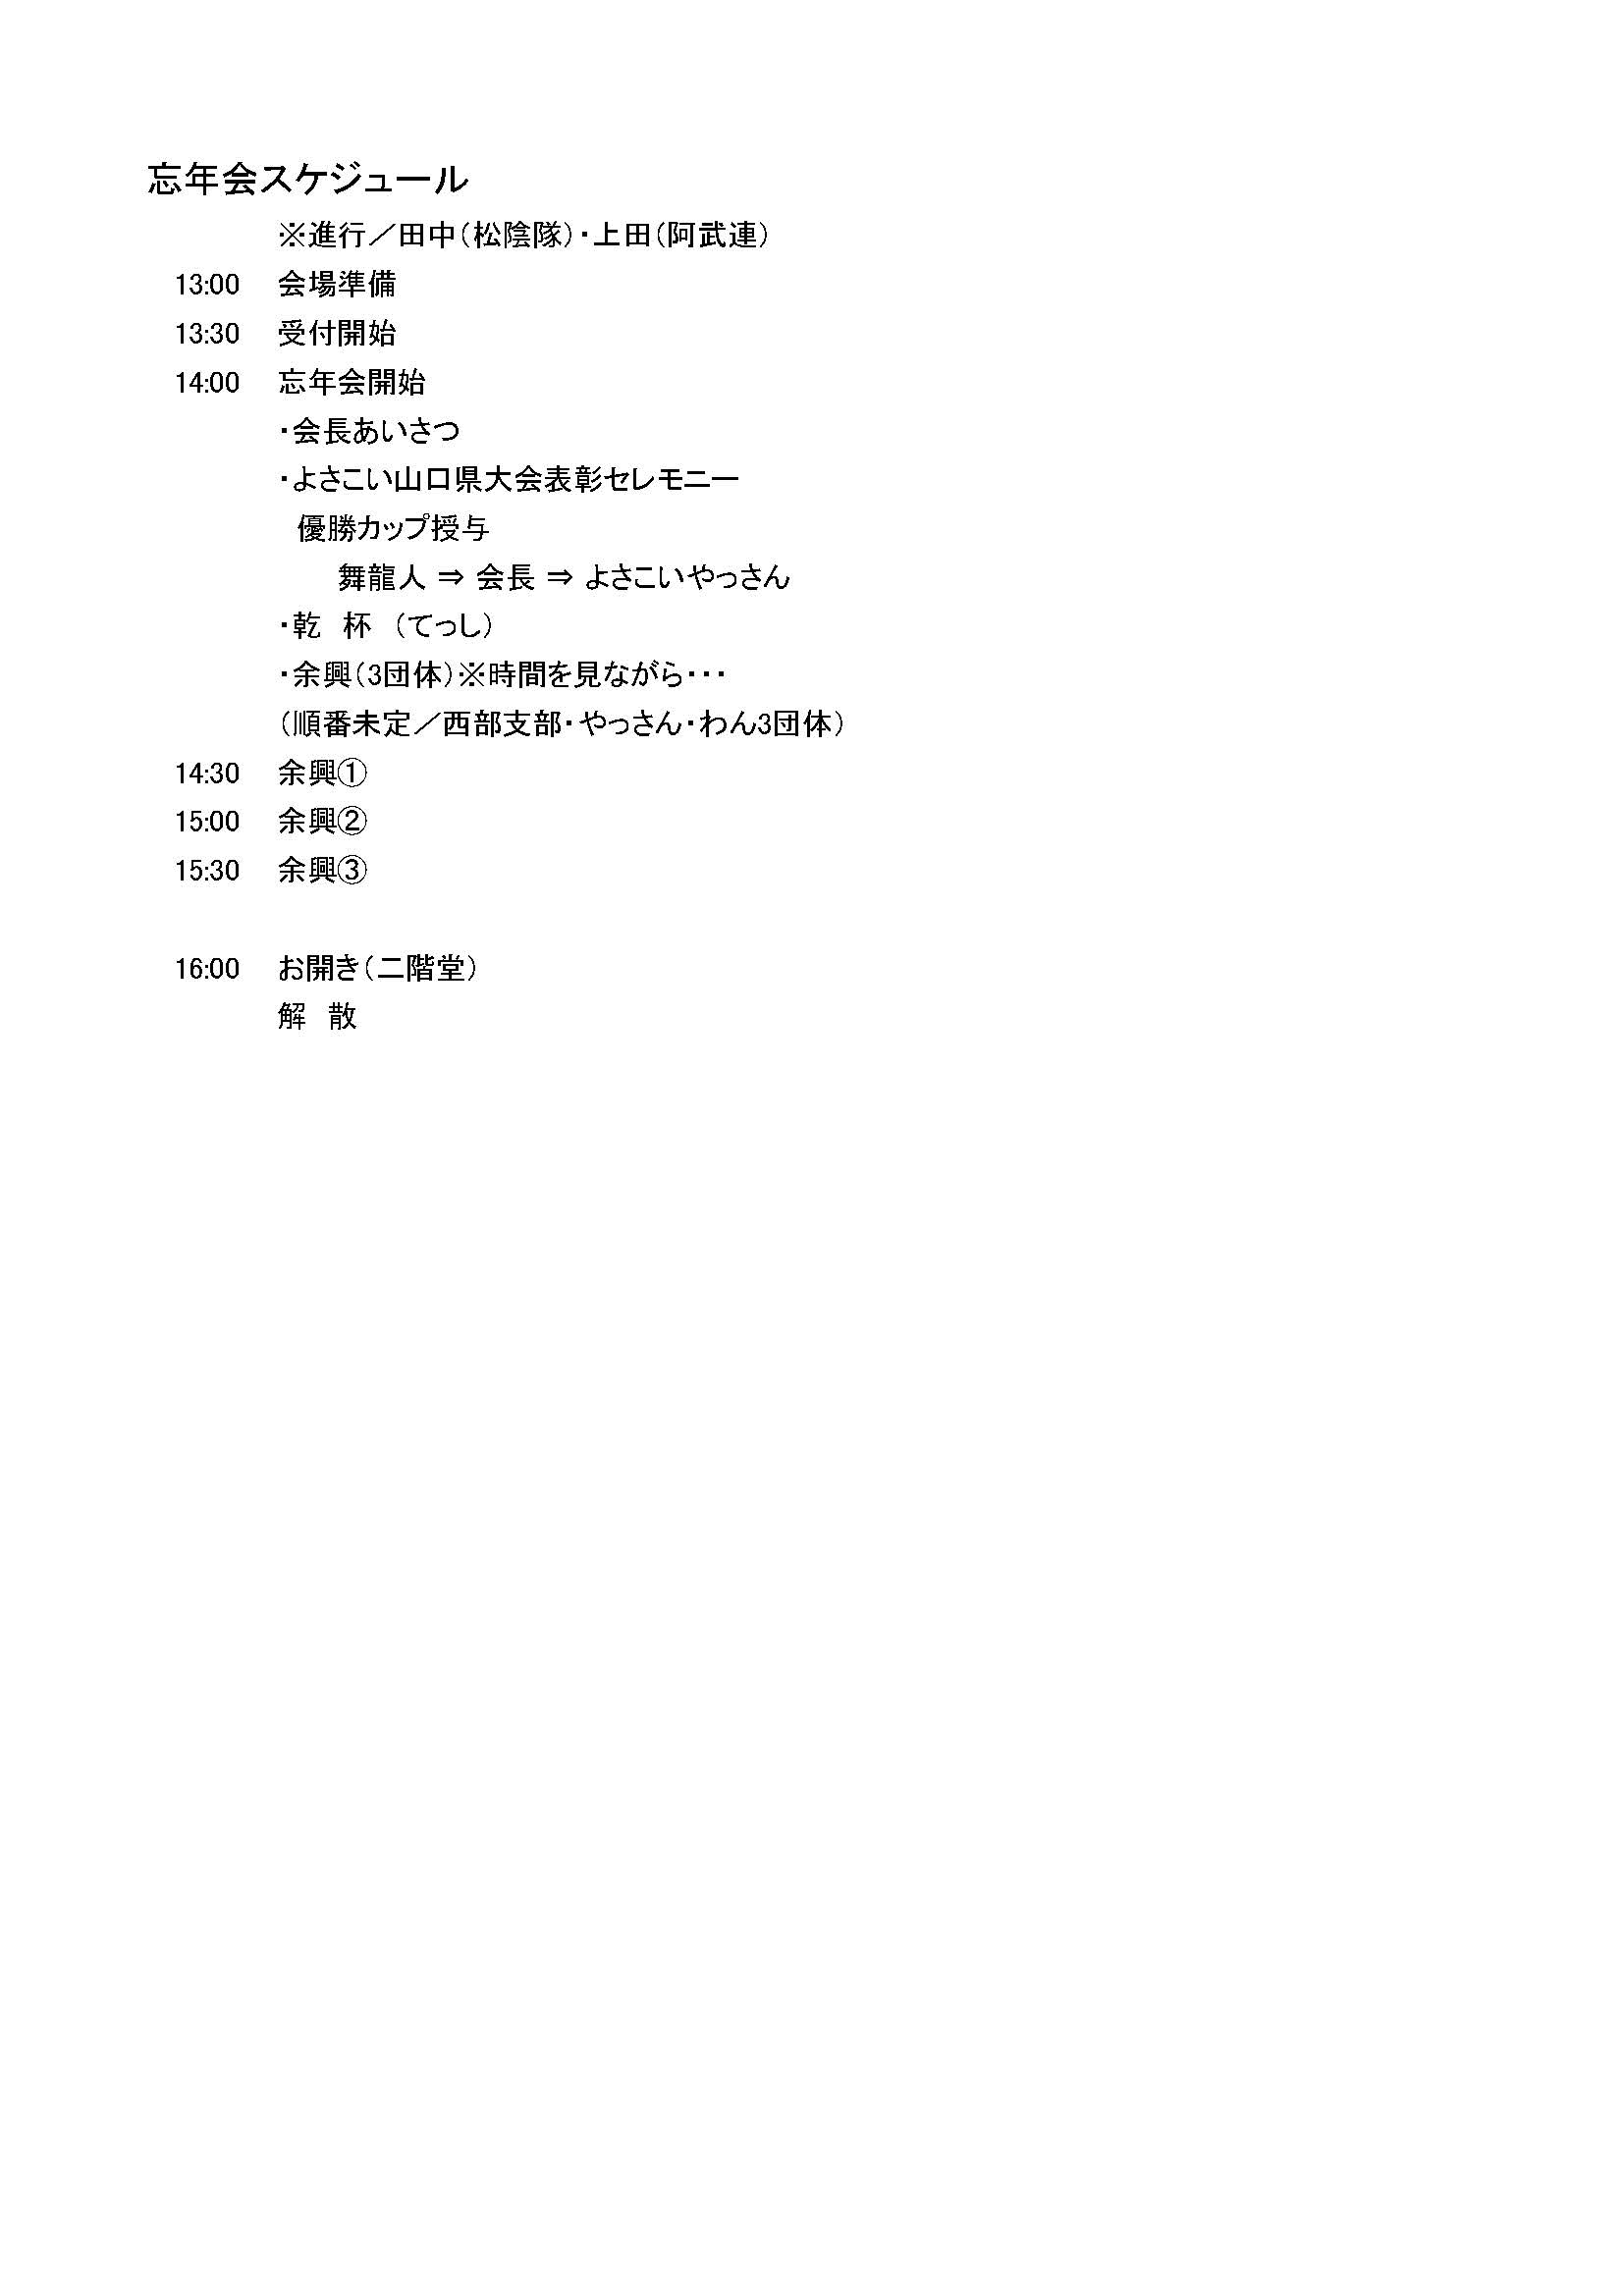 忘年会スケジュール
※進行／田中（松陰隊）・上田（阿武連）
13:00 会場準備
13:30 受付開始
14:00 忘年会開始
・会長あいさつ
・よさこい山口県大会表彰セレモニー
優勝カップ授与
舞龍人 ⇒ 会長 ⇒ よさこいやっさん
・乾　杯　（てっし）
・余興（3団体）※時間を見ながら・・・
（順番未定／西部支部・やっさん・わん3団体）
14:30 余興①
15:00 余興②
15:30 余興③
16:00 お開き（二階堂）
解　散